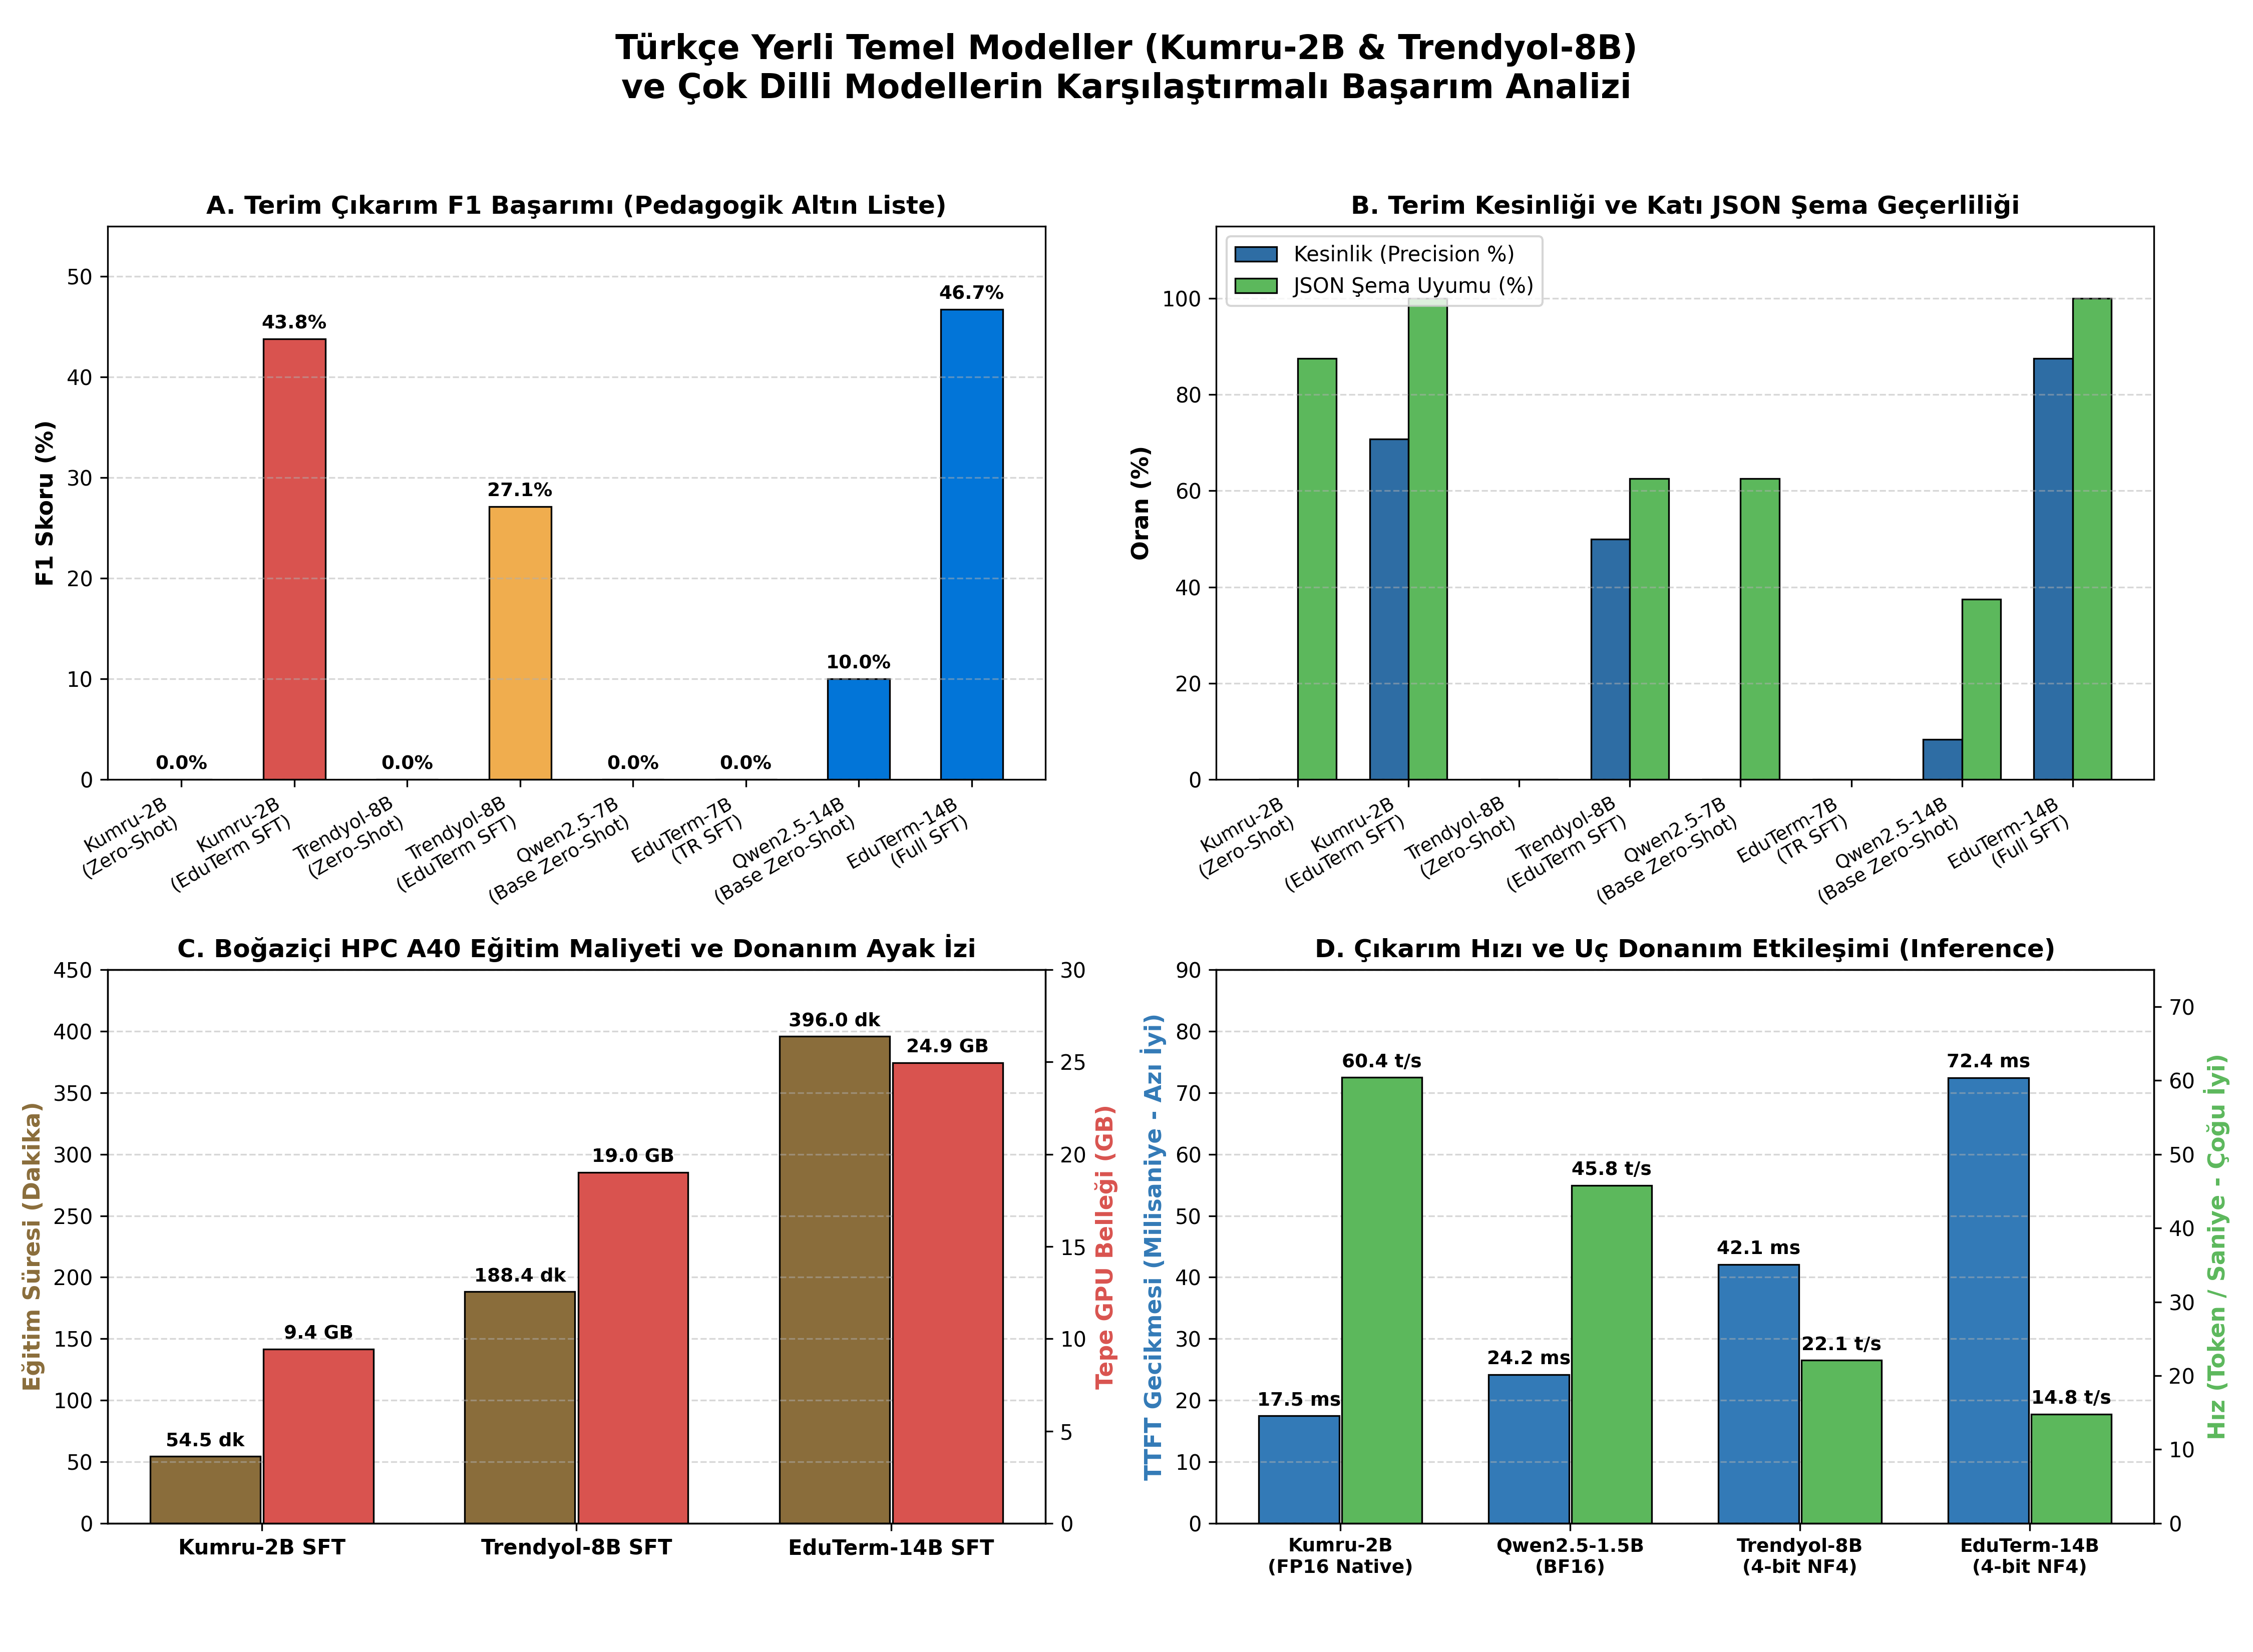 Türkçe Yerli Temel Modeller (Kumru-2B & Trendyol-8B)
ve Çok Dilli Modellerin Karşılaştırmalı Başarım Analizi
A. Terim Çıkarım F1 Başarımı (Pedagogik Altın Liste)
F1 Skoru (%)
50
40
30
20
10
0
0.0%
43.8%
0.0%
27.1%
0.0%
0.0%
10.0%
46.7%
Kumru-2B
(Zero-Shot)
Kumru-2B
(EduTerm SFT)
Trendyol-8B
(Zero-Shot)
Trendyol-8B
(EduTerm SFT)
Qwen2.5-7B
(Base Zero-Shot)
EduTerm-7B
(TR SFT)
Qwen2.5-14B
(Base Zero-Shot)
EduTerm-14B
(Full SFT)
B. Terim Kesinliği ve Katı JSON Şema Geçerliliği
Kesinlik (Precision %)
JSON Şema Uyumu (%)
Oran (%)
100
80
60
40
20
0
Kumru-2B
(Zero-Shot)
Kumru-2B
(EduTerm SFT)
Trendyol-8B
(Zero-Shot)
Trendyol-8B
(EduTerm SFT)
Qwen2.5-7B
(Base Zero-Shot)
EduTerm-7B
(TR SFT)
Qwen2.5-14B
(Base Zero-Shot)
EduTerm-14B
(Full SFT)
C. Boğaziçi HPC A40 Eğitim Maliyeti ve Donanım Ayak İzi
Eğitim Süresi (Dakika)
450
400
350
300
250
200
150
100
50
0
54.5 dk
9.4 GB
188.4 dk
19.0 GB
396.0 dk
24.9 GB
30
25
20
15
10
5
0
Tepe GPU Belleği (GB)
Kumru-2B SFT
Trendyol-8B SFT
EduTerm-14B SFT
D. Çıkarım Hızı ve Uç Donanım Etkileşimi (Inference)
TTFT Gecikmesi (Milisaniye - Azı İyi)
90
80
70
60
50
40
30
20
10
0
17.5 ms
60.4 t/s
24.2 ms
45.8 t/s
42.1 ms
22.1 t/s
72.4 ms
14.8 t/s
70
60
50
40
30
20
10
0
Hız (Token / Saniye - Çoğu İyi)
Kumru-2B
(FP16 Native)
Qwen2.5-1.5B
(BF16)
Trendyol-8B
(4-bit NF4)
EduTerm-14B
(4-bit NF4)